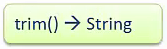 trim() → String